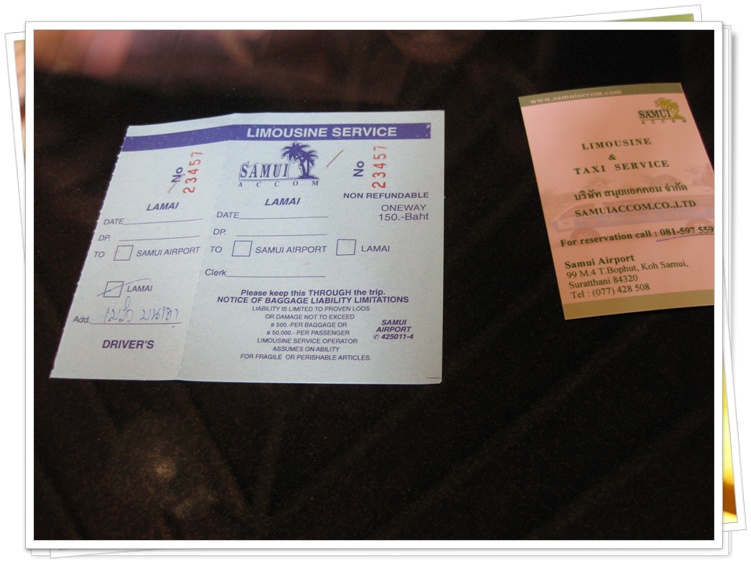 LIMOUSINE SERVICE
No
23457
LAMAI
DATE
DP.
TO SAMUI AIRPORT
LAMAI
Add.
DRIVER'S
SAMUI
ACCOM
No
23457
NON REFUNDABLE
LAMAI
ONEWAY
150.-Baht
DATE
DP.
TO SAMUI AIRPORT LAMAI
Clerk
Please keep this THROUGH the trip.
NOTICE OF BAGGAGE LIABILITY LIMITATIONS
LIABILITY IS LIMITED TO PROVEN LOOS
OR DAMAGE NOT TO EXCEED
฿ 500 -PER BAGGAGE OR
฿ 50,000.- PER PASSENGER
LIMOUSINE SERVICE OPERATOR
ASSUMES ON ABILITY
FOR FRAGILE OR PERISHABLE ARTICLES.
SAMUI
AIRPORT
✆ 425011-4
www.samuiaccom.com
SAMUI
ACCOM
LIMOUSINE
&
TAXI SERVICE
บริษัท สมุยแอคคอม จำกัด
SAMUIACCOM.CO.,LTD
For reservation call : 081-597 559
Samui Airport
99 M.4 T.Bophut, Koh Samui,
Suratthani 84320
Tel : (077) 428 508